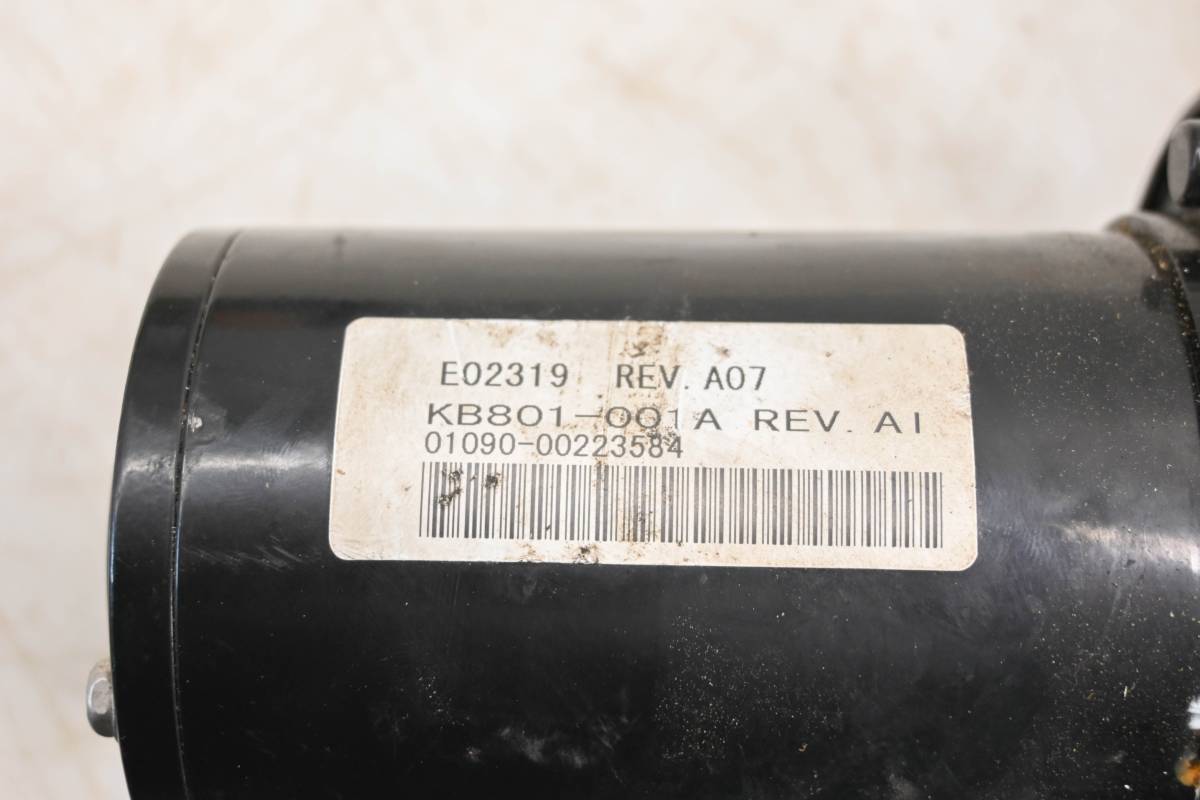 E02319 REV. A07
KB801-001A REV. A1
01090-00223584